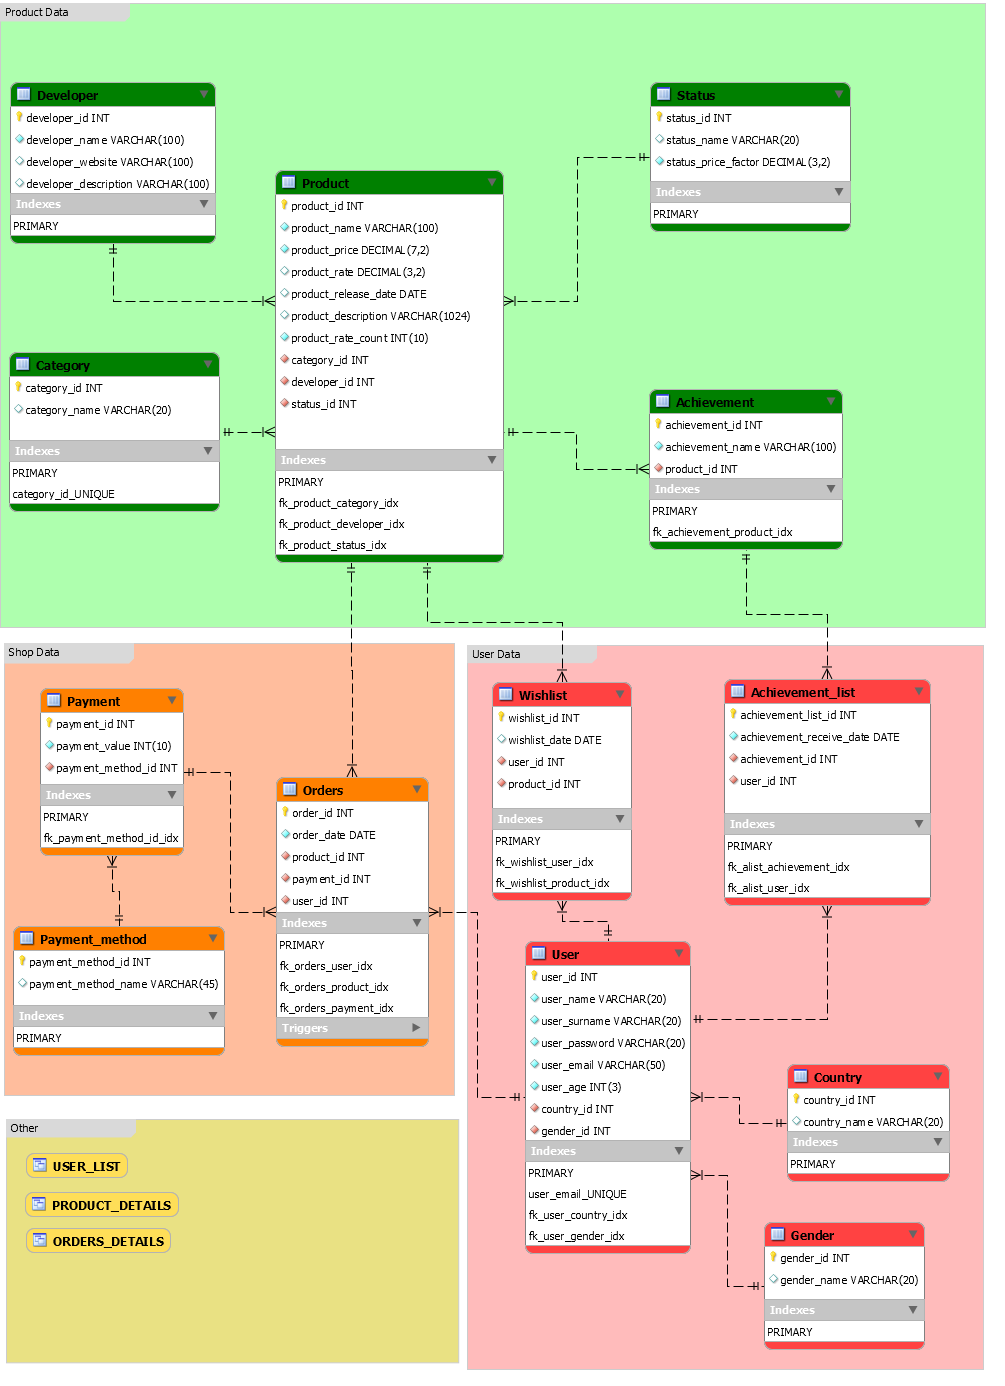 Product Data
Developer
developer_id INT
developer_name VARCHAR(100)
developer_website VARCHAR(100)
developer_description VARCHAR(100)
Indexes
PRIMARY
Status
status_id INT
status_name VARCHAR(20)
status_price_factor DECIMAL(3,2)
Indexes
PRIMARY
Product
product_id INT
product_name VARCHAR(100)
product_price DECIMAL(7,2)
product_rate DECIMAL(3,2)
product_release_date DATE
product_description VARCHAR(1024)
product_rate_count INT(10)
category_id INT
developer_id INT
status_id INT
Indexes
PRIMARY
fk_product_category_idx
fk_product_developer_idx
fk_product_status_idx
Category
category_id INT
category_name VARCHAR(20)
Indexes
PRIMARY
category_id_UNIQUE
Achievement
achievement_id INT
achievement_name VARCHAR(100)
product_id INT
Indexes
PRIMARY
fk_achievement_product_idx
Shop Data
Payment
payment_id INT
payment_value INT(10)
payment_method_id INT
Indexes
PRIMARY
fk_payment_method_id_idx
Orders
order_id INT
order_date DATE
product_id INT
payment_id INT
user_id INT
Indexes
PRIMARY
fk_orders_user_idx
fk_orders_product_idx
fk_orders_payment_idx
Triggers
Payment_method
payment_method_id INT
payment_method_name VARCHAR(45)
Indexes
PRIMARY
User Data
Wishlist
wishlist_id INT
wishlist_date DATE
user_id INT
product_id INT
Indexes
PRIMARY
fk_wishlist_user_idx
fk_wishlist_product_idx
Achievement_list
achievement_list_id INT
achievement_receive_date DATE
achievement_id INT
user_id INT
Indexes
PRIMARY
fk_alist_achievement_idx
fk_alist_user_idx
User
user_id INT
user_name VARCHAR(20)
user_surname VARCHAR(20)
user_password VARCHAR(20)
user_email VARCHAR(50)
user_age INT(3)
country_id INT
gender_id INT
Indexes
PRIMARY
user_email_UNIQUE
fk_user_country_idx
fk_user_gender_idx
Country
country_id INT
country_name VARCHAR(20)
Indexes
PRIMARY
Gender
gender_id INT
gender_name VARCHAR(20)
Indexes
PRIMARY
Other
USER_LIST
PRODUCT_DETAILS
ORDERS_DETAILS